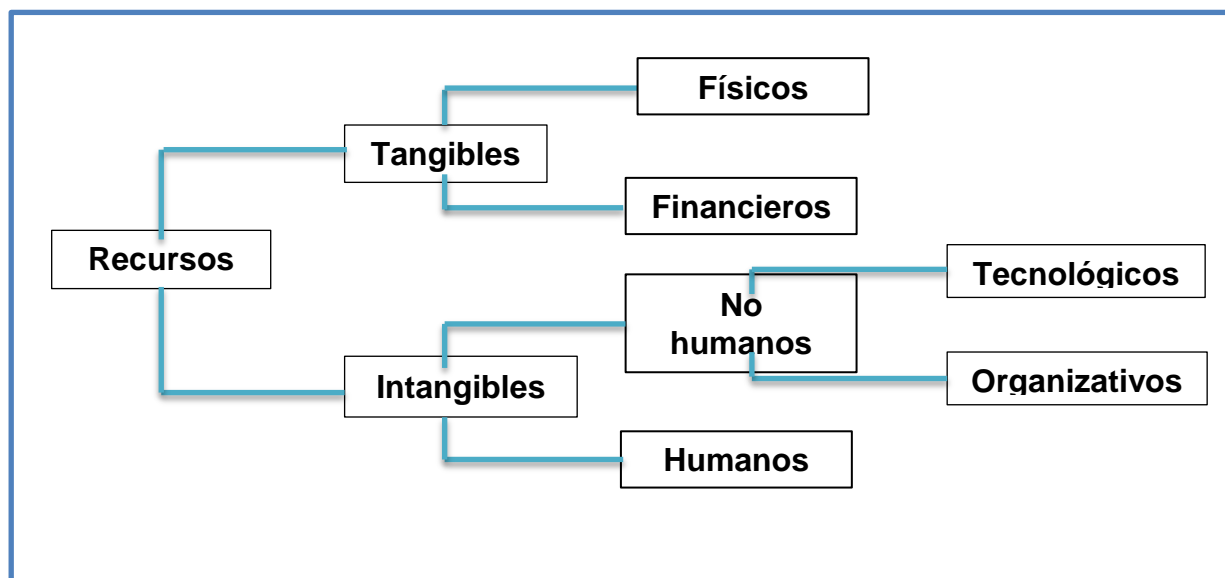 Físicos
Tangibles
Financieros
Recursos
Tecnológicos
No
humanos
Organizativos
Intangibles
Humanos